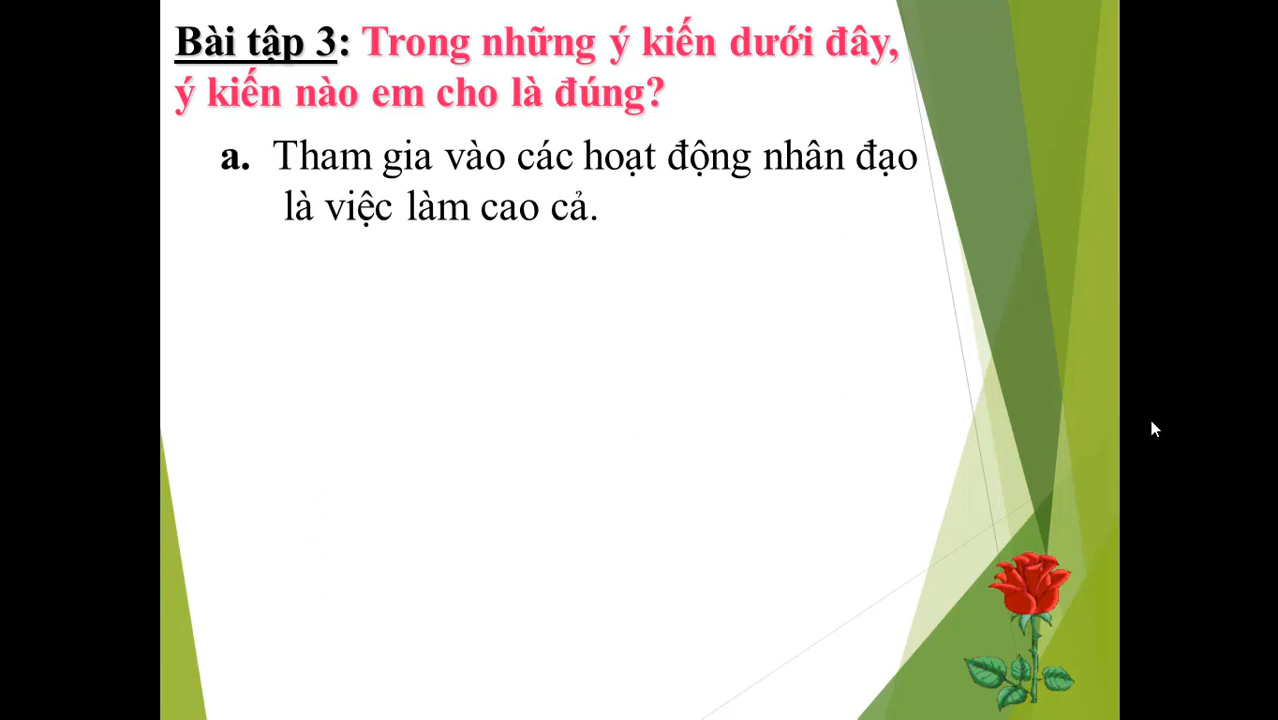 Bài tập 3: Trong những ý kiến dưới đây,
ý kiến nào em cho là đúng?
a. Tham gia vào các hoạt động nhân đạo
là việc làm cao cả.